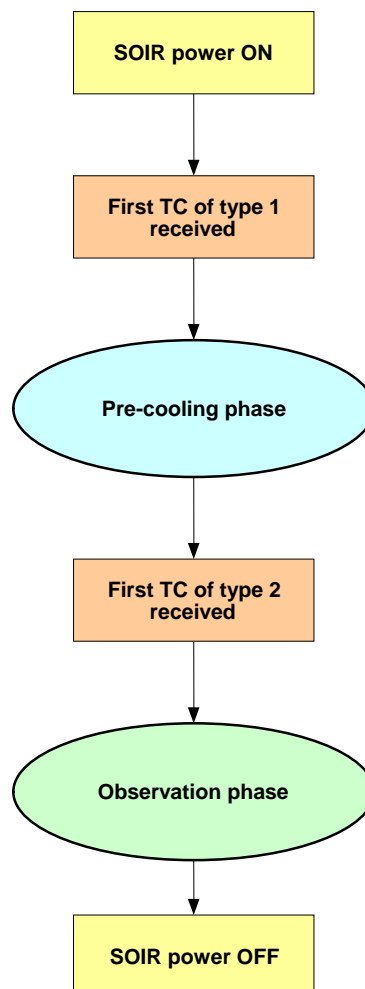 SOIR power ON
First TC of type 1
received
Pre-cooling phase
First TC of type 2
received
Observation phase
SOIR power OFF